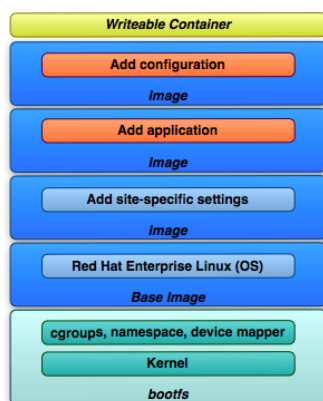 Writeable Container
Add configuration
Image
Add application
Image
Add site-specific settings
Image
Red Hat Enterprise Linux (OS)
Base Image
cgroups, namespace, device mapper
Kernel
bootfs